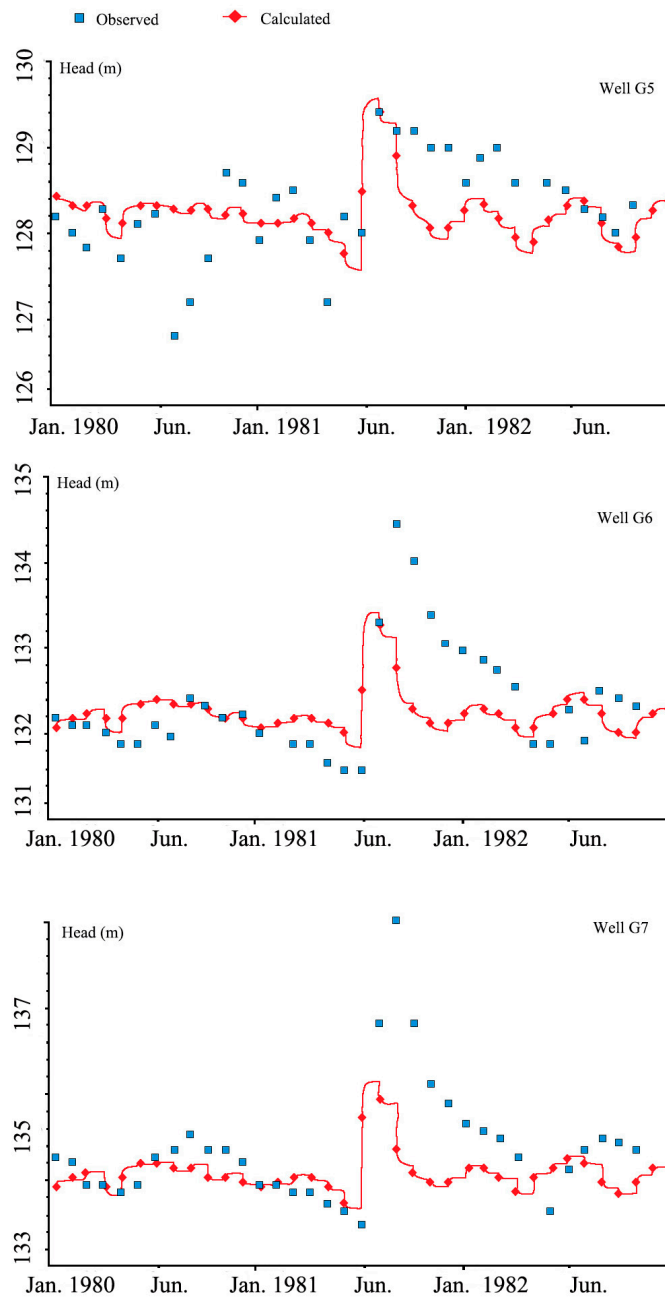 Observed Calculated
Head (m)
Well G5
130
129
128
127
126
Jan. 1980 Jun. Jan. 1981 Jun. Jan. 1982 Jun.
Head (m)
Well G6
135
134
133
132
131
Jan. 1980 Jun. Jan. 1981 Jun. Jan. 1982 Jun.
Head (m)
Well G7
137
135
133
Jan. 1980 Jun. Jan. 1981 Jun. Jan. 1982 Jun.